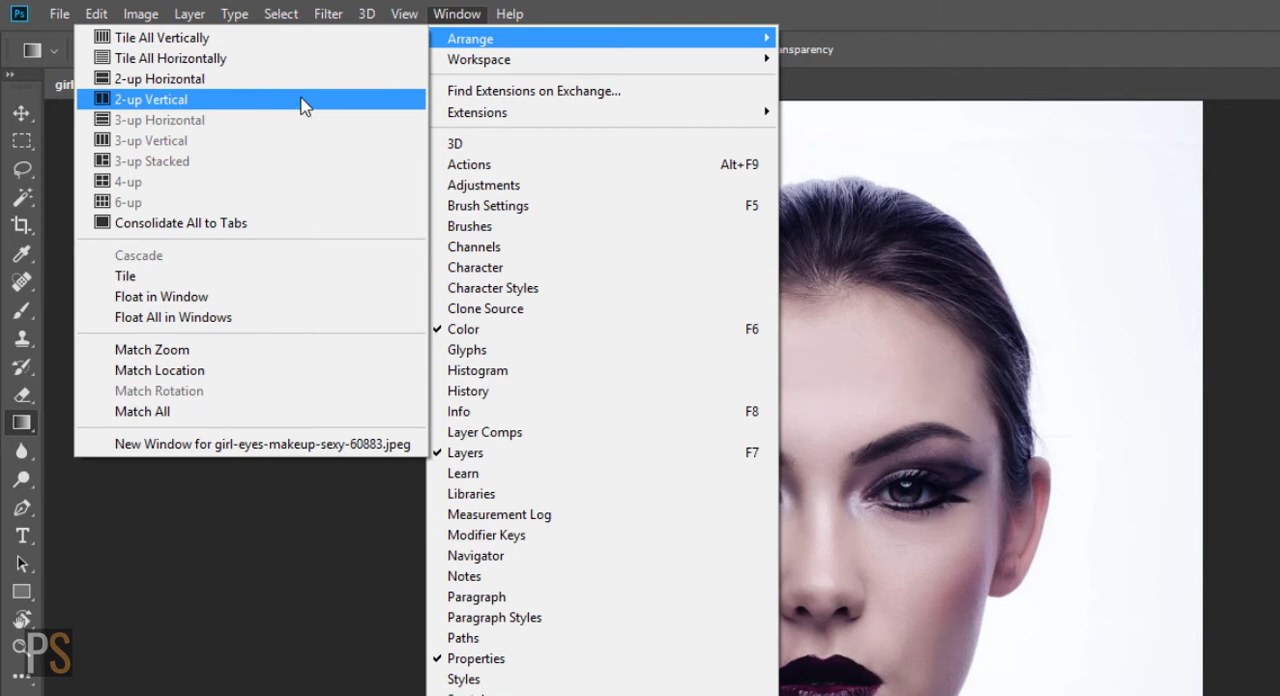 Ps File Edit Image Layer Type Select Filter 3D View Window Help
girl
Tile All Vertically
Tile All Horizontally
2-up Horizontal
2-up Vertical
3-up Horizontal
3-up Vertical
3-up Stacked
4-up
6-up
Consolidate All to Tabs
Cascade
Tile
Float in Window
Float All in Windows
Match Zoom
Match Location
Match Rotation
Match All
New Window for girl-eyes-makeup-sexy-60883.jpeg
Arrange
Workspace
Find Extensions on Exchange...
Extensions
3D
Actions Alt+F9
Adjustments
Brush Settings F5
Brushes
Channels
Character
Character Styles
Clone Source
Color F6
Glyphs
Histogram
History
Info F8
Layer Comps
Layers F7
Learn
Libraries
Measurement Log
Modifier Keys
Navigator
Notes
Paragraph
Paragraph Styles
Paths
Properties
Styles
nsparency
PS